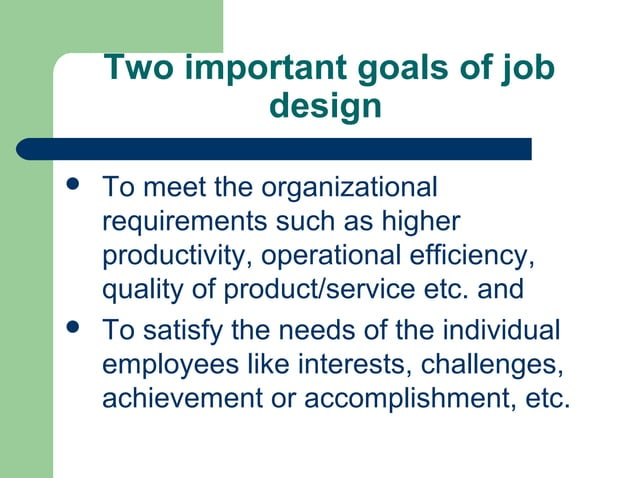 Two important goals of job
design
• To meet the organizational
requirements such as higher
productivity, operational efficiency,
quality of product/service etc. and
• To satisfy the needs of the individual
employees like interests, challenges,
achievement or accomplishment, etc.